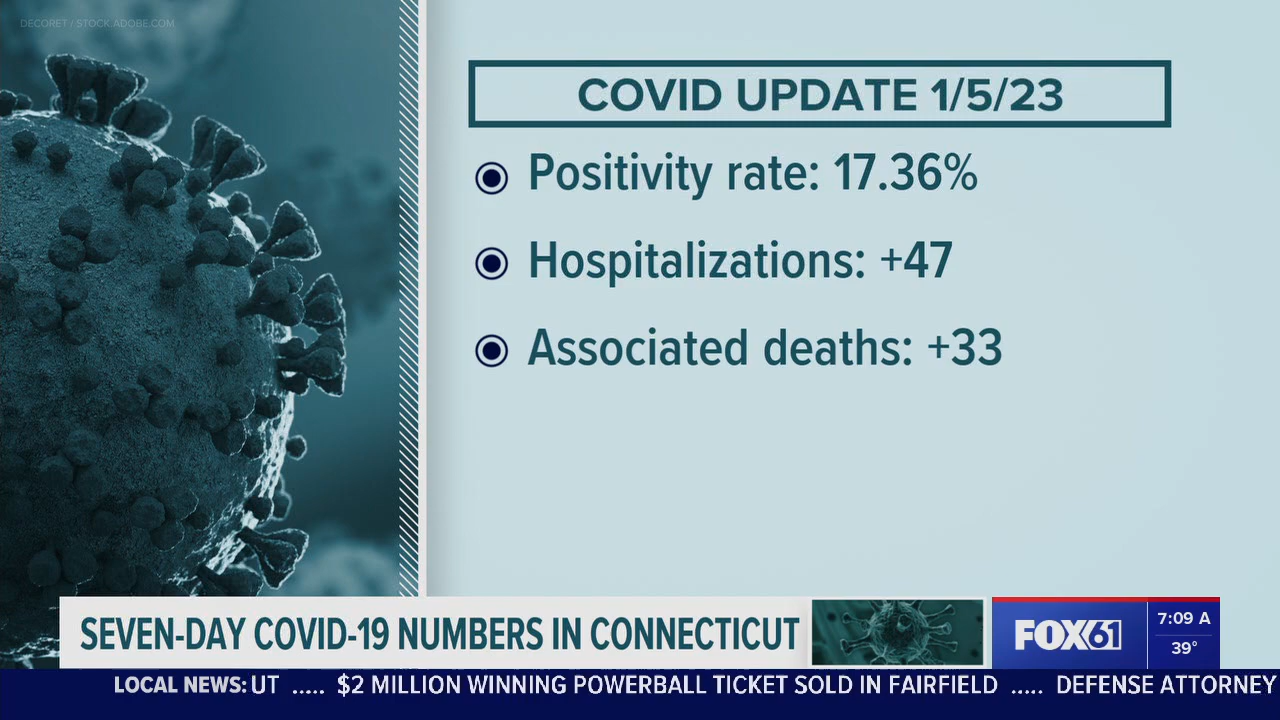 DECORET / STOCK.ADOBE.COM
COVID UPDATE 1/5/23
Positivity rate: 17.36%
Hospitalizations: +47
Associated deaths: +33
SEVEN-DAY COVID-19 NUMBERS IN CONNECTICUT
FOX61
7:09 A
39°
LOCAL NEWS: UT ..... $2 MILLION WINNING POWERBALL TICKET SOLD IN FAIRFIELD ..... DEFENSE ATTORNEY